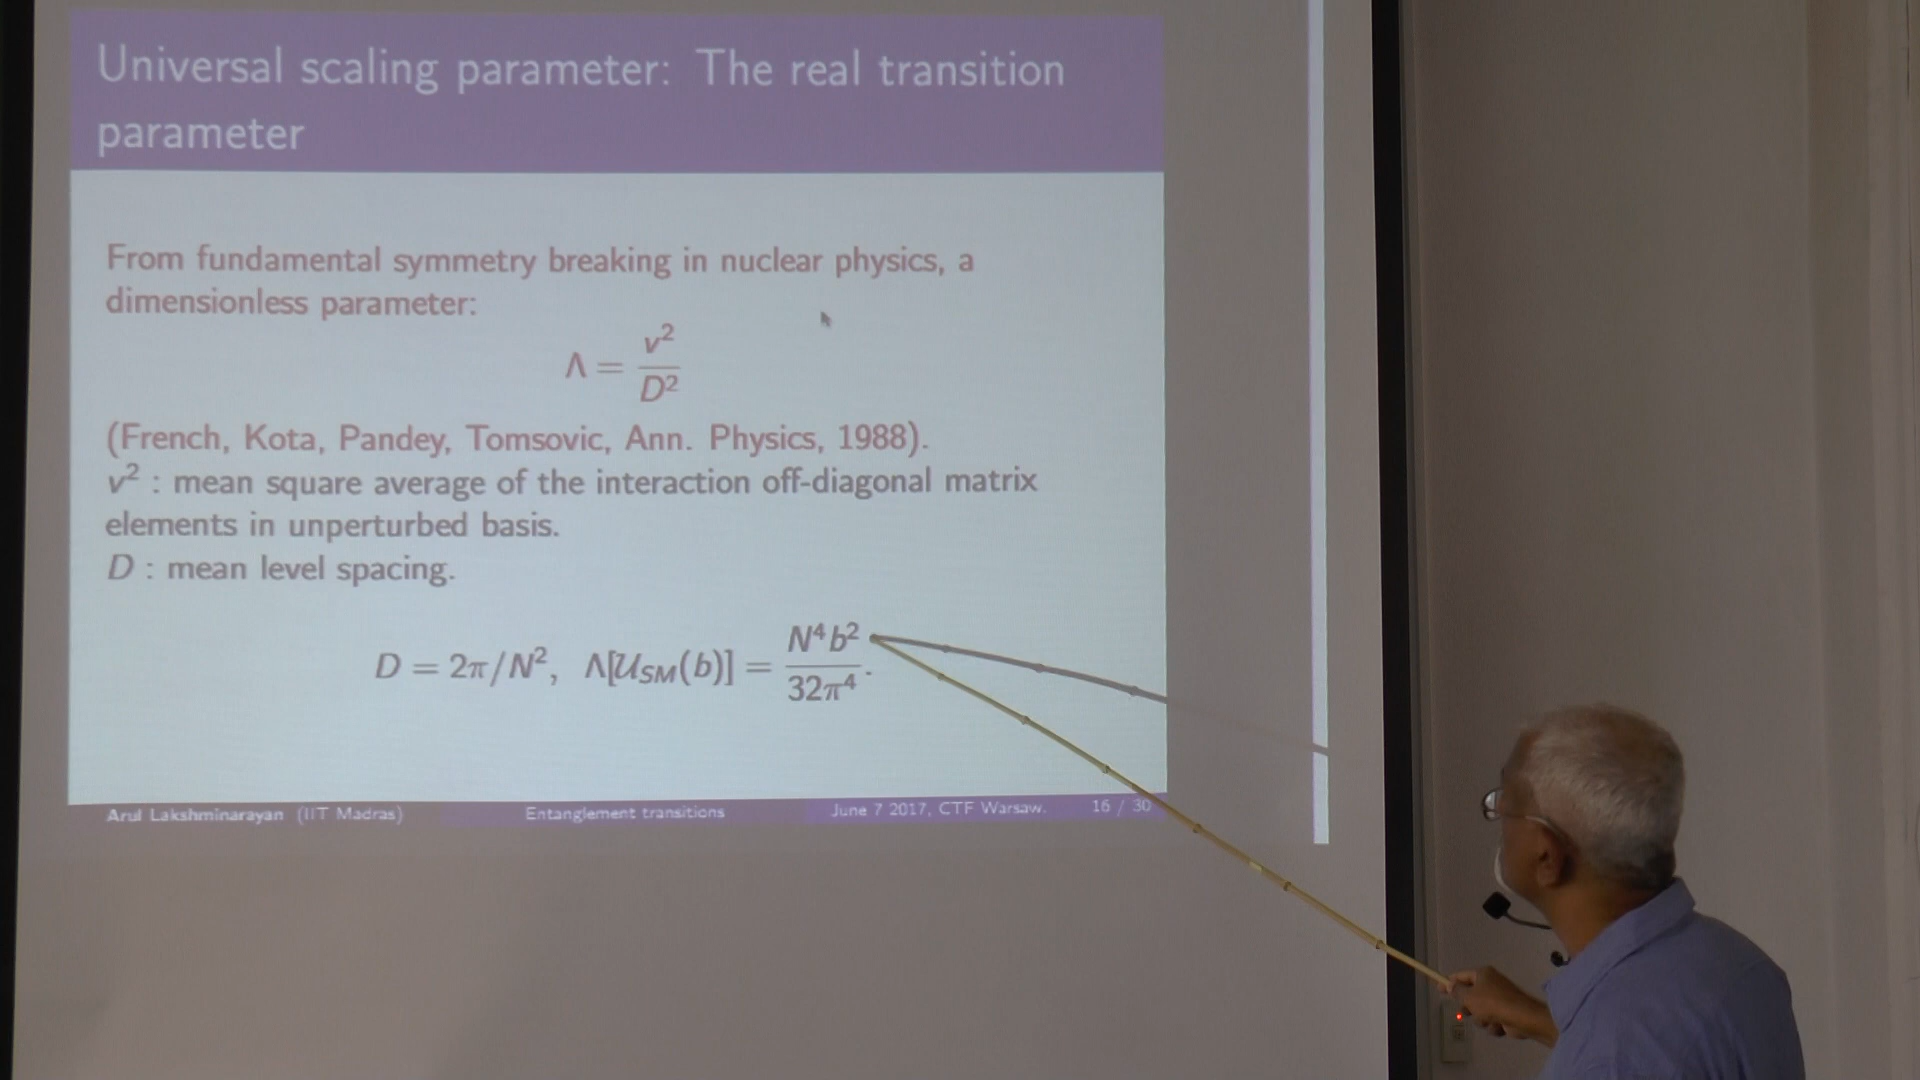 Universal scaling parameter: The real transition
parameter
From fundamental symmetry breaking in nuclear physics, a
dimensionless parameter:
Λ = v²/D²
(French, Kota, Pandey, Tomsovic, Ann. Physics, 1988).
v² : mean square average of the interaction off-diagonal matrix
elements in unperturbed basis.
D : mean level spacing.
D = 2π/N², Λ[𝒰_SM(b)] = N⁴b²/32π⁴.
Arul Lakshminarayan (IIT Madras) Entanglement transitions June 7 2017, CTF Warsaw. 16 / 30